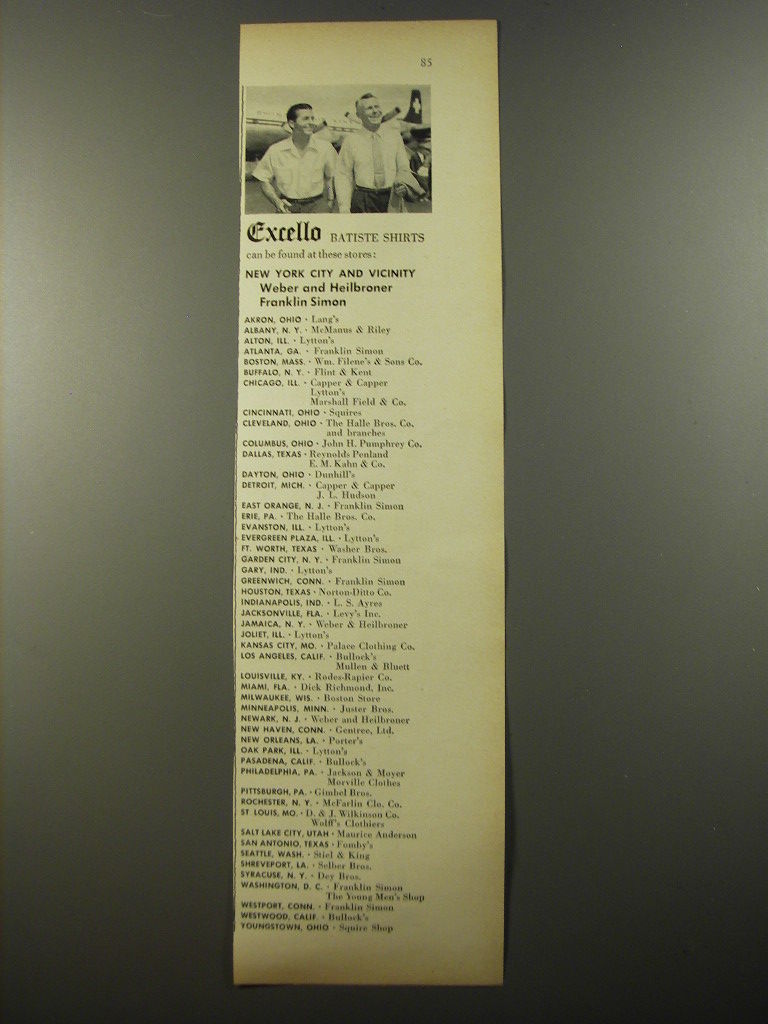 85
Excello BATISTE SHIRTS
can be found at these stores:
NEW YORK CITY AND VICINITY
Weber and Heilbroner
Franklin Simon
AKRON, OHIO · Lang's
ALBANY, N. Y. · McManus & Riley
ALTON, ILL. · Lytton's
ATLANTA, GA. · Franklin Simon
BOSTON, MASS. · Wm. Filene's & Sons Co.
BUFFALO, N. Y. · Flint & Kent
CHICAGO, ILL. · Capper & Capper
Lytton's
Marshall Field & Co.
CINCINNATI, OHIO · Squires
CLEVELAND, OHIO · The Halle Bros. Co.
and branches
COLUMBUS, OHIO · John H. Pumphrey Co.
DALLAS, TEXAS · Reynolds Penland
E. M. Kahn & Co.
DAYTON, OHIO · Dunhill's
DETROIT, MICH. · Capper & Capper
J. L. Hudson
EAST ORANGE, N. J. · Franklin Simon
ERIE, PA. · The Halle Bros. Co.
EVANSTON, ILL. · Lytton's
EVERGREEN PLAZA, ILL. · Lytton's
FT. WORTH, TEXAS · Washer Bros.
GARDEN CITY, N. Y. · Franklin Simon
GARY, IND. · Lytton's
GREENWICH, CONN. · Franklin Simon
HOUSTON, TEXAS · Norton-Ditto Co.
INDIANAPOLIS, IND. · L. S. Ayres
JACKSONVILLE, FLA. · Levy's Inc.
JAMAICA, N. Y. · Weber & Heilbroner
JOLIET, ILL. · Lytton's
KANSAS CITY, MO. · Palace Clothing Co.
LOS ANGELES, CALIF. · Bullock's
Mullen & Bluett
LOUISVILLE, KY. · Rodes-Rapier Co.
MIAMI, FLA. · Dick Richmond, Inc.
MILWAUKEE, WIS. · Boston Store
MINNEAPOLIS, MINN. · Juster Bros.
NEWARK, N. J. · Weber and Heilbroner
NEW HAVEN, CONN. · Gentree, Ltd.
NEW ORLEANS, LA. · Porter's
OAK PARK, ILL. · Lytton's
PASADENA, CALIF. · Bullock's
PHILADELPHIA, PA. · Jackson & Moyer
Morville Clothes
PITTSBURGH, PA. · Gimbel Bros.
ROCHESTER, N. Y. · McFarlin Clo. Co.
ST LOUIS, MO. · D. & J. Wilkinson Co.
Wolff's Clothiers
SALT LAKE CITY, UTAH · Maurice Anderson
SAN ANTONIO, TEXAS · Fomby's
SEATTLE, WASH. · Stiel & King
SHREVEPORT, LA. · Selber Bros.
SYRACUSE, N. Y. · Dey Bros.
WASHINGTON, D. C. · Franklin Simon
The Young Men's Shop
WESTPORT, CONN. · Franklin Simon
WESTWOOD, CALIF. · Bullock's
YOUNGSTOWN, OHIO · Squire Shop